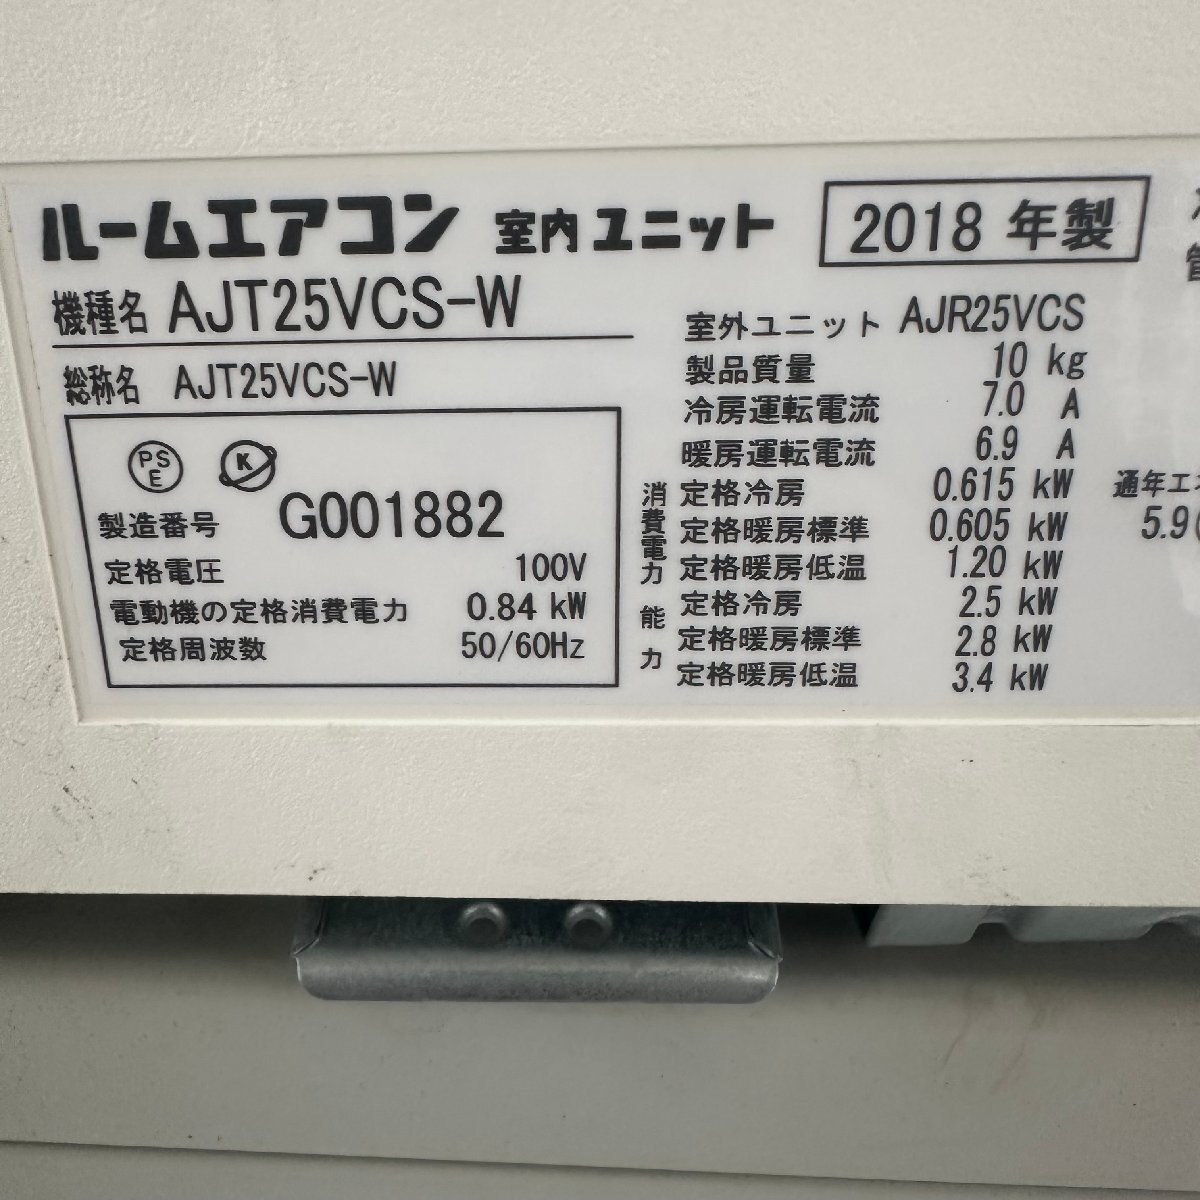 ルームエアコン 室内ユニット 2018 年製
機種名 AJT25VCS-W
総称名 AJT25VCS-W
PS
E
K
製造番号 G001882
定格電圧 100V
電動機の定格消費電力 0.84 kW
定格周波数 50/60Hz
室外ユニット AJR25VCS
製品質量 10 kg
冷房運転電流 7.0 A
暖房運転電流 6.9 A
消費電力
定格冷房 0.615 kW
定格暖房標準 0.605 kW
定格暖房低温 1.20 kW
能力
定格冷房 2.5 kW
定格暖房標準 2.8 kW
定格暖房低温 3.4 kW
通年エネ
5.9(